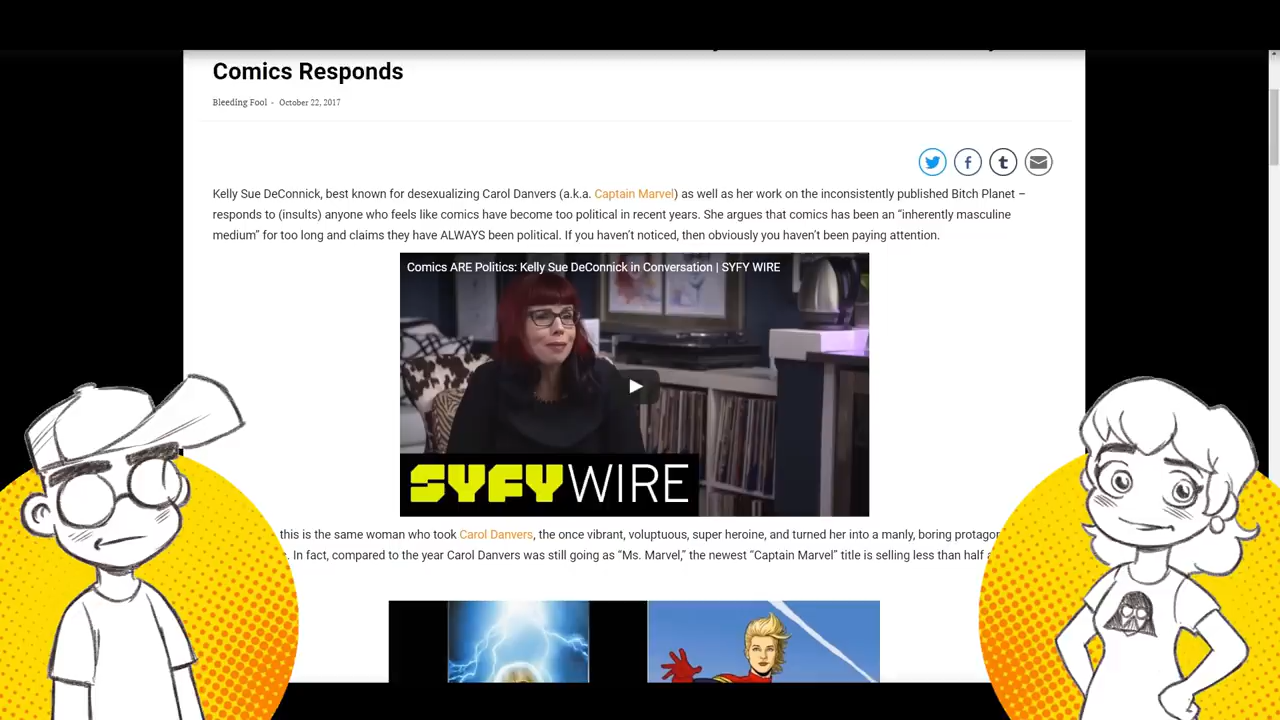 Comics Responds
Bleeding Fool - October 22, 2017
Kelly Sue DeConnick, best known for desexualizing Carol Danvers (a.k.a. Captain Marvel) as well as her work on the inconsistently published Bitch Planet –
responds to (insults) anyone who feels like comics have become too political in recent years. She argues that comics has been an “inherently masculine
medium” for too long and claims they have ALWAYS been political. If you haven’t noticed, then obviously you haven’t been paying attention.
Comics ARE Politics: Kelly Sue DeConnick in Conversation | SYFY WIRE
SYFY WIRE
this is the same woman who took Carol Danvers, the once vibrant, voluptuous, super heroine, and turned her into a manly, boring
In fact, compared to the year Carol Danvers was still going as “Ms. Marvel,” the newest “Captain Marvel” title is selling less than half